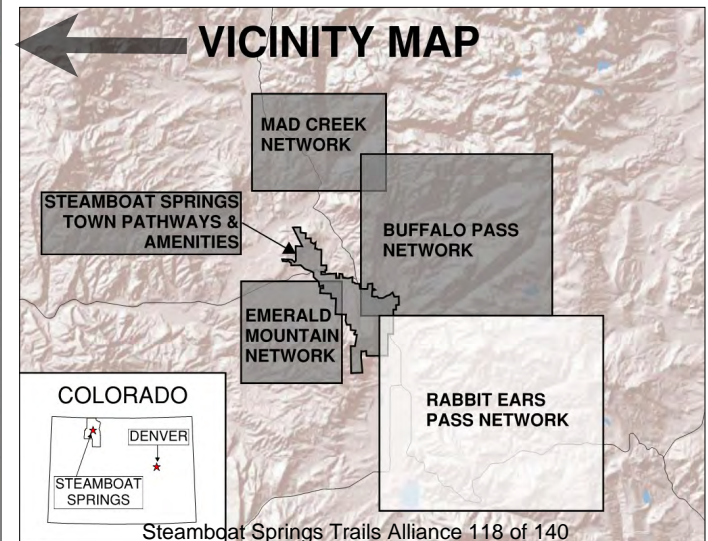 VICINITY MAP
MAD CREEK
NETWORK
STEAMBOAT SPRINGS
TOWN PATHWAYS &
AMENITIES
BUFFALO PASS
NETWORK
EMERALD
MOUNTAIN
NETWORK
RABBIT EARS
PASS NETWORK
COLORADO
DENVER
STEAMBOAT
SPRINGS
Steamboat Springs Trails Alliance 118 of 140